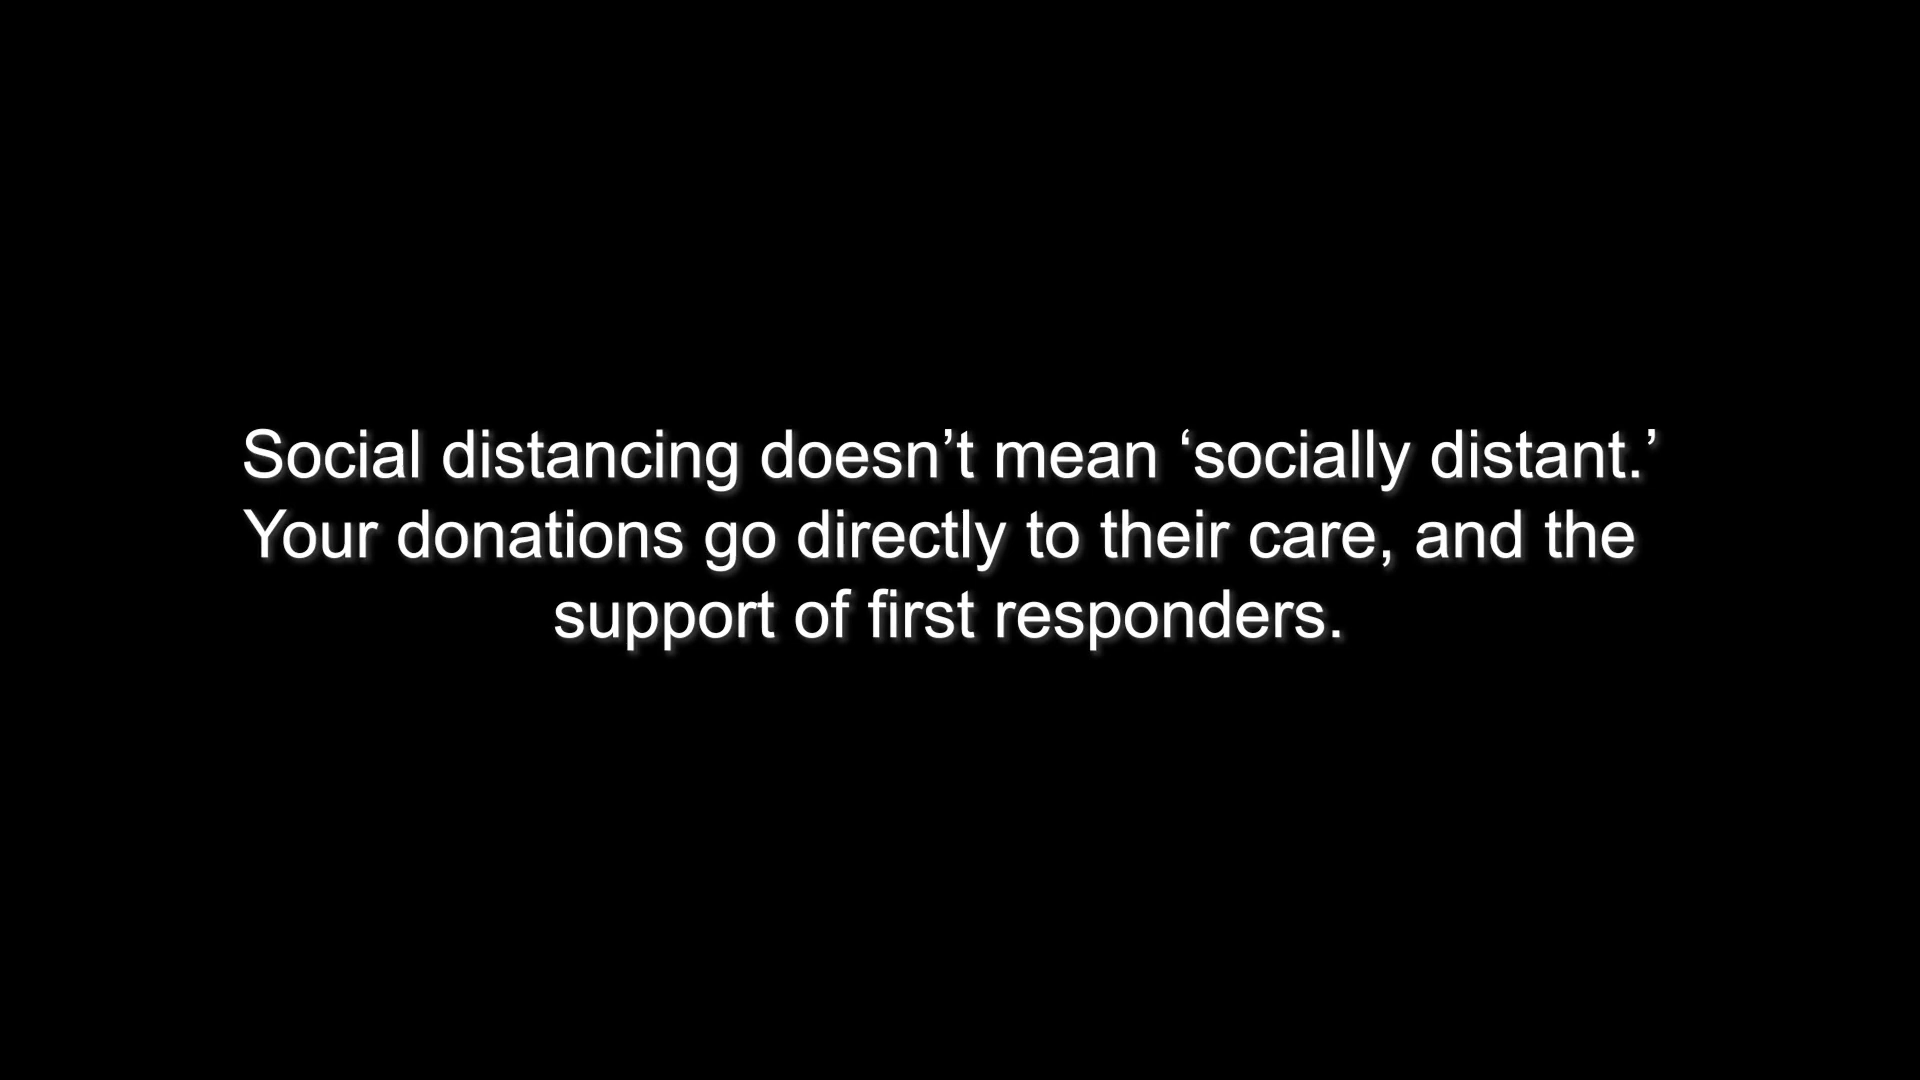 Social distancing doesn’t mean ‘socially distant.’
Your donations go directly to their care, and the
support of first responders.